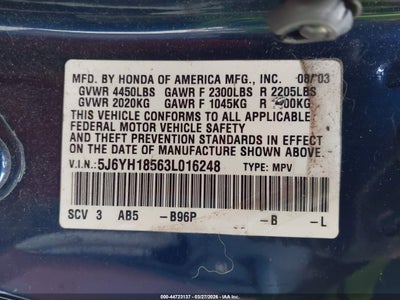 MFD. BY HONDA OF AMERICA MFG., INC. 08/03
GVWR 4450LBS GAWR F 2300LBS R 2205LBS
GVWR 2020KG GAWR F 1045KG R
THIS VEHICLE CONFORMS TO ALL APPLICABLE
FEDERAL MOTOR VEHICLE SAFETY
AND THEFT PREVENTION STANDARDS IN EFFECT
ON THE DATE OF MANUFACTURE SHOWN ABOVE.
V.I.N.: 5J6YH18563L016248 TYPE: MPV
SCV 3 AB5 -B96P -B -L
000-44723137 - 03/27/2026 - IAA Inc.